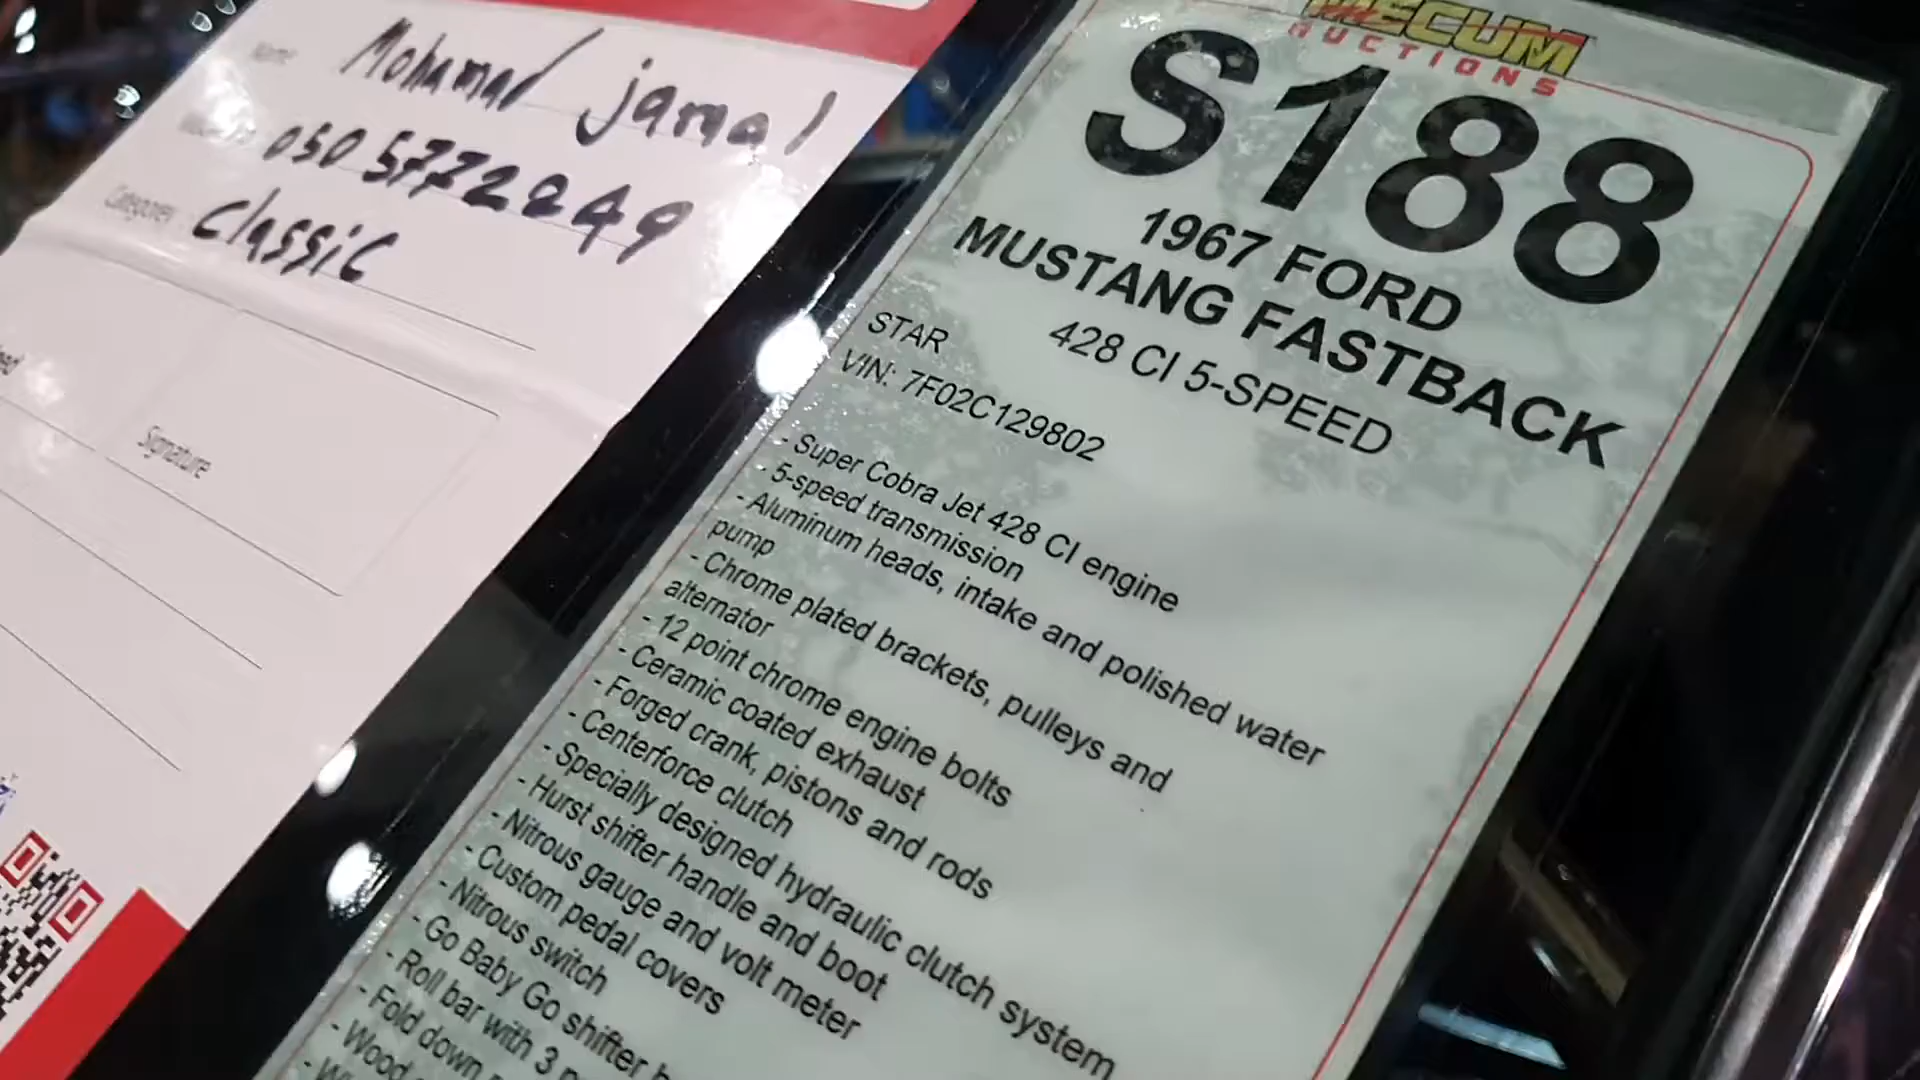 Name Mohamad jamal
050 5772249
Category classic
Signature
MECUM
AUCTIONS
S188
1967 FORD
MUSTANG FASTBACK
428 CI 5-SPEED
STAR
VIN: 7F02C129802
- Super Cobra Jet 428 CI engine
- 5-speed transmission
- Aluminum heads, intake and polished water
pump
- Chrome plated brackets, pulleys and
alternator
- 12 point chrome engine bolts
- Ceramic coated exhaust
- Forged crank, pistons and rods
- Centerforce clutch
- Specially designed hydraulic clutch system
- Hurst shifter handle and boot
- Nitrous gauge and volt meter
- Custom pedal covers
- Nitrous switch
- Go Baby Go shifter
- Roll bar with 3
- Fold down
- Wood